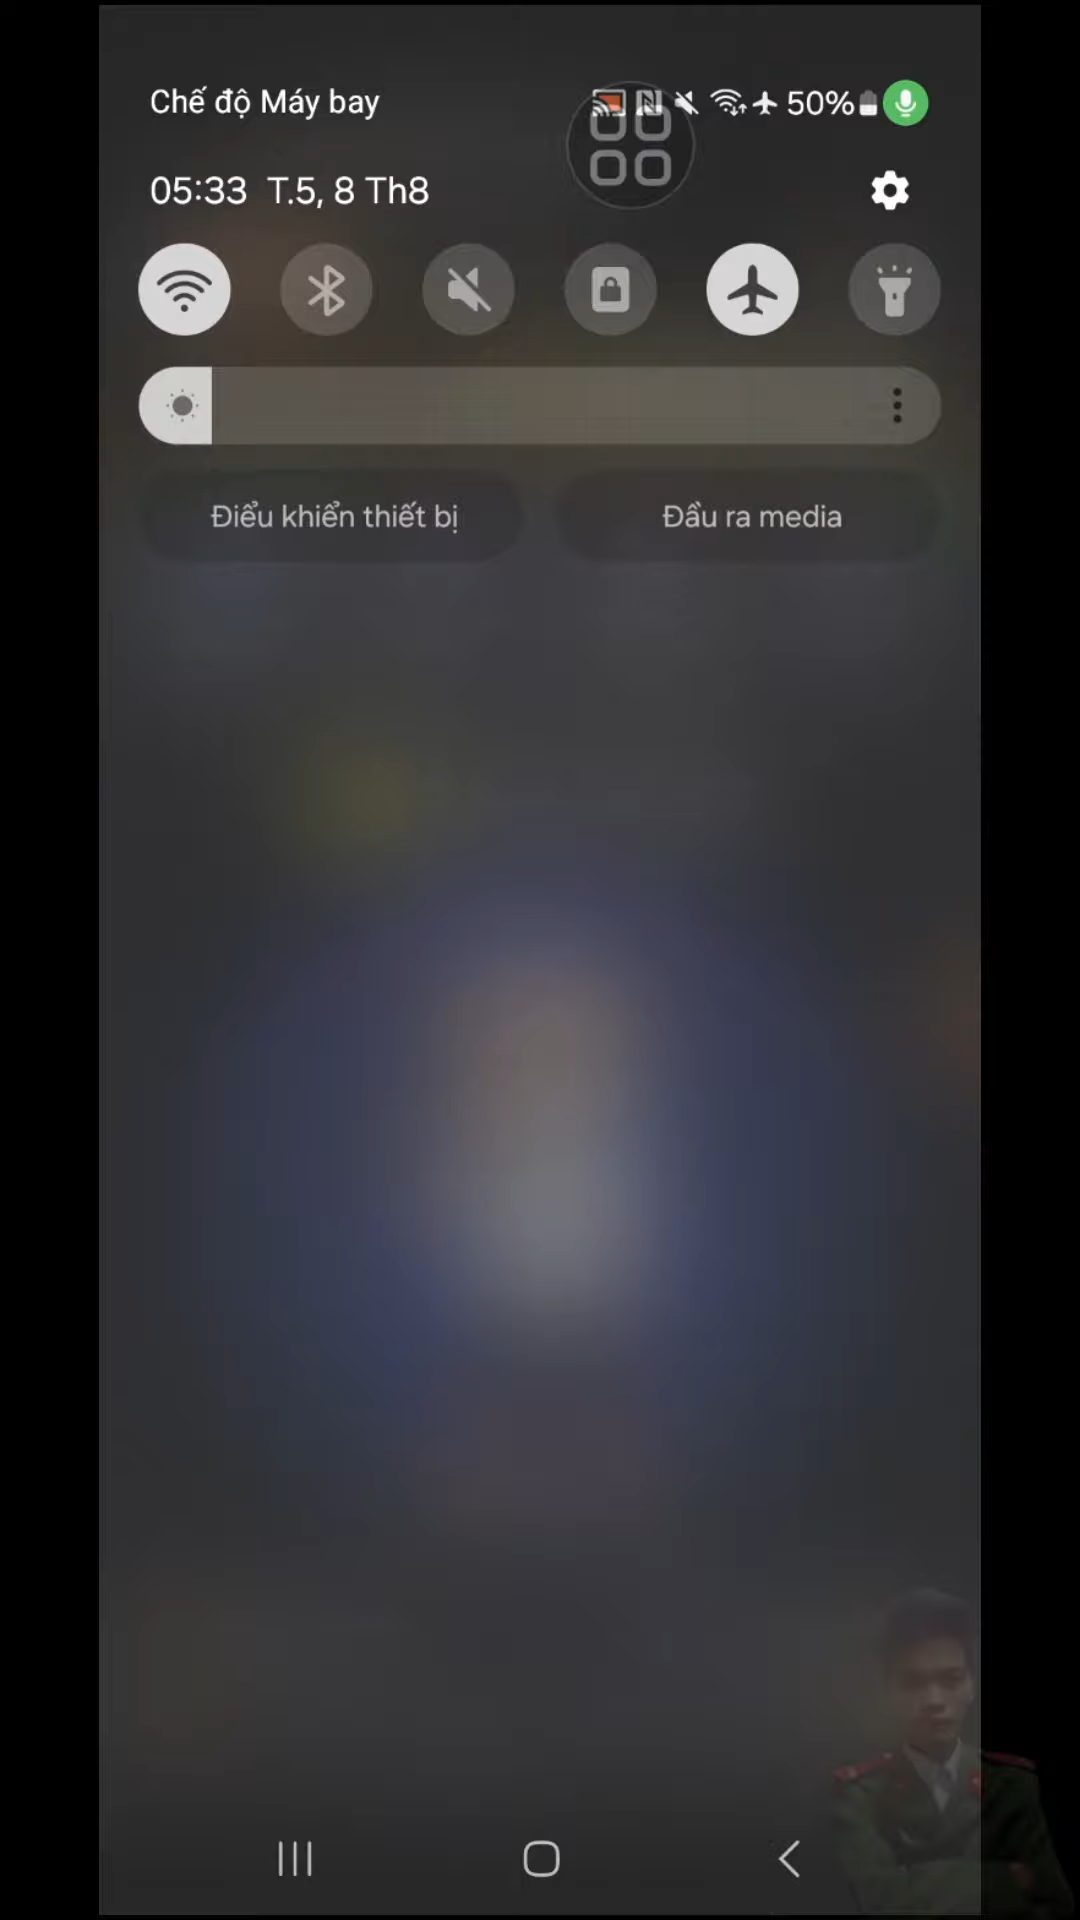 Chế độ Máy bay 50%
05:33 T.5, 8 Th8
Điều khiển thiết bị
Đầu ra media